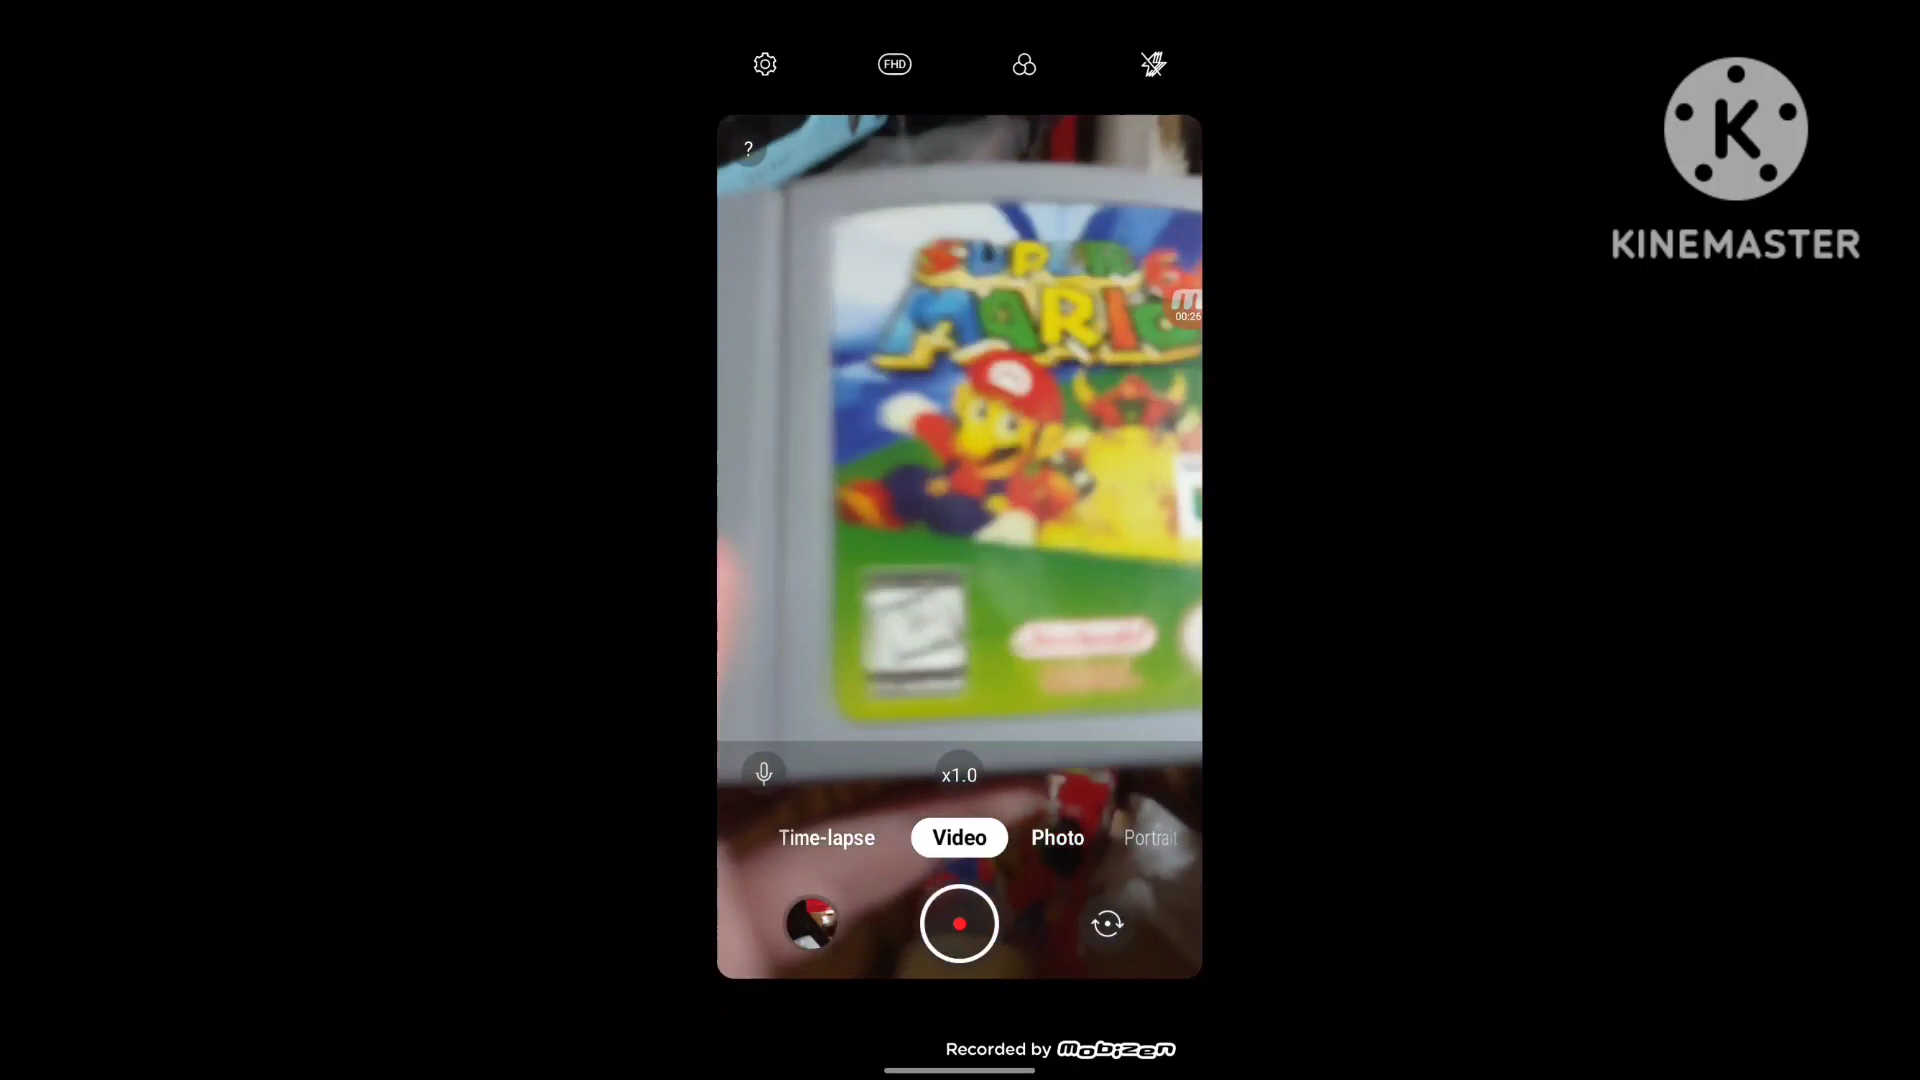 FHD
K
KINEMASTER
?
SUPER
MARIO
00:26
x1.0
Time-lapse
Video
Photo
Portrait
Recorded by mobizen